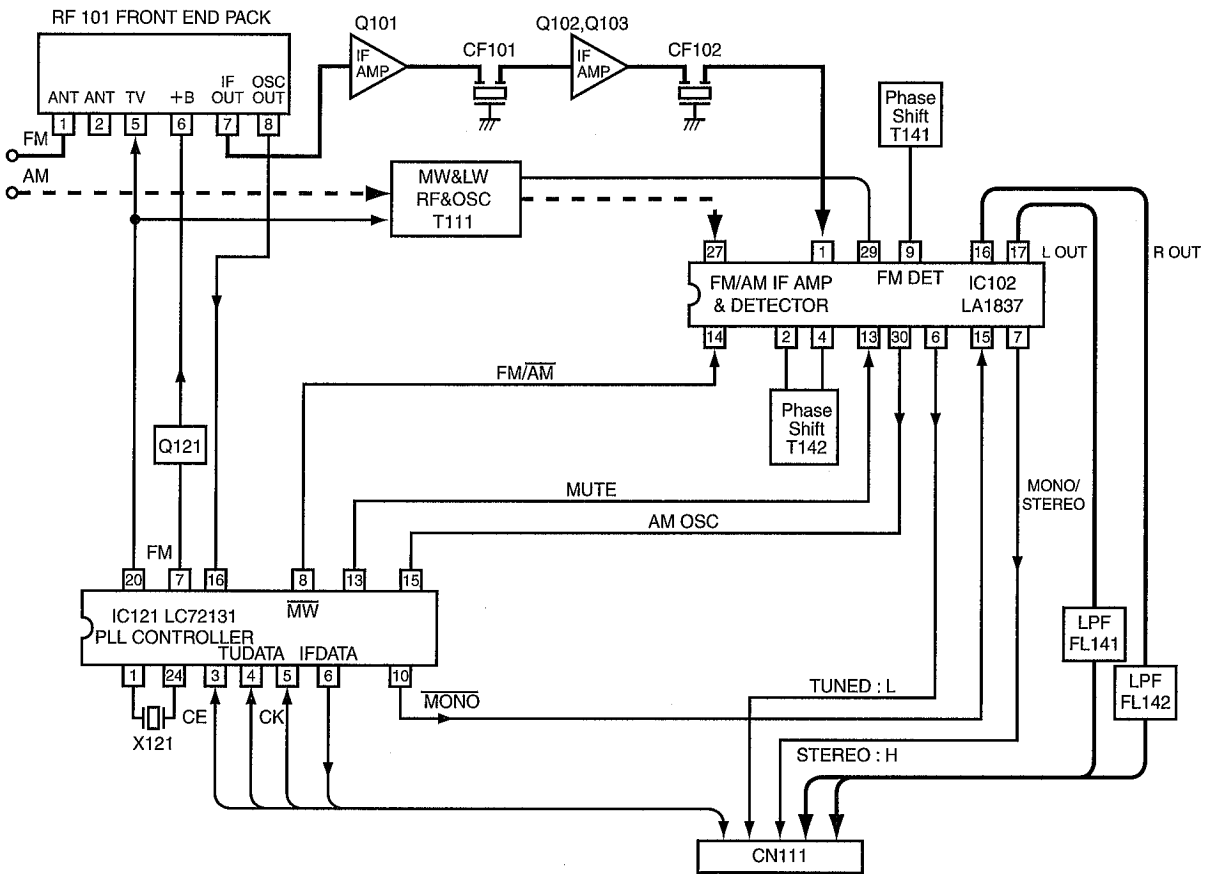 RF 101 FRONT END PACK
Q101
Q102,Q103
IF
AMP
CF101
IF
AMP
CF102
ANT ANT TV +B IF OUT OSC OUT
1 2 5 6 7 8
FM
AM
Phase
Shift
T141
MW&LW
RF&OSC
T111
27 1 29 9 16 17
L OUT
R OUT
FM/AM IF AMP
& DETECTOR
FM DET
IC102
LA1837
14 2 4 13 30 6 15 7
FM/A̅M̅
Phase
Shift
T142
Q121
MUTE
MONO/
STEREO
AM OSC
FM
20 7 16 8 13 15
IC121 LC72131
PLL CONTROLLER
M̅W̅
TUDATA IFDATA
1 24 3 4 5 6 10
LPF
FL141
LPF
FL142
TUNED : L
M̅O̅N̅O̅
CE
CK
X121
STEREO : H
CN111